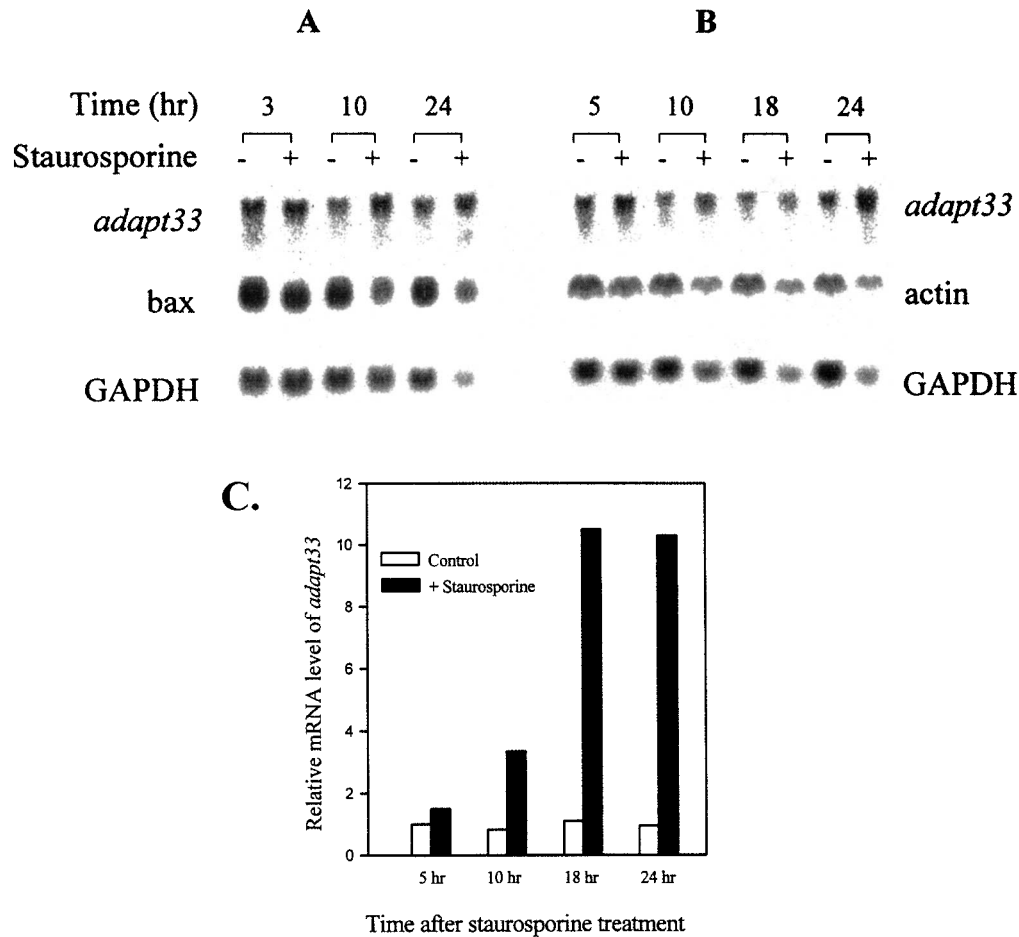 A
B
Time (hr) 3 10 24 5 10 18 24
Staurosporine - + - + - + - + - + - + - +
adapt33 adapt33
bax actin
GAPDH GAPDH
C.
12
10
8
6
4
2
0
Relative mRNA level of adapt33
Control
+ Staurosporine
5 hr 10 hr 18 hr 24 hr
Time after staurosporine treatment